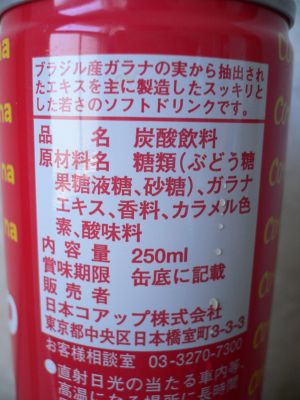 ブラジル産ガラナの実から抽出され
たエキスを主に製造したスッキリと
した若さのソフトドリンクです。
品　　名　炭酸飲料
原材料名　糖類(ぶどう糖
果糖液糖、砂糖)、ガラナ
エキス、香料、カラメル色
素、酸味料
内 容 量　250ml
賞味期限　缶底に記載
販 売 者
日本コアップ株式会社
東京都中央区日本橋室町3-3-3
お客様相談室　03-3270-7300
●直射日光の当たる車内等、
高温になる場所に長時間